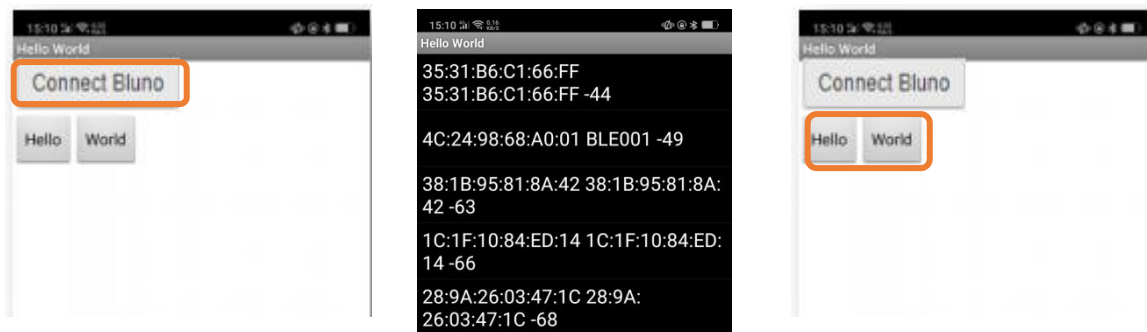 15:10
Hello World
Connect Bluno
Hello World
15:10 0.16 KB/S
Hello World
35:31:B6:C1:66:FF
35:31:B6:C1:66:FF -44
4C:24:98:68:A0:01 BLE001 -49
38:1B:95:81:8A:42 38:1B:95:81:8A:
42 -63
1C:1F:10:84:ED:14 1C:1F:10:84:ED:
14 -66
28:9A:26:03:47:1C 28:9A:
26:03:47:1C -68
15:10
Hello World
Connect Bluno
Hello World